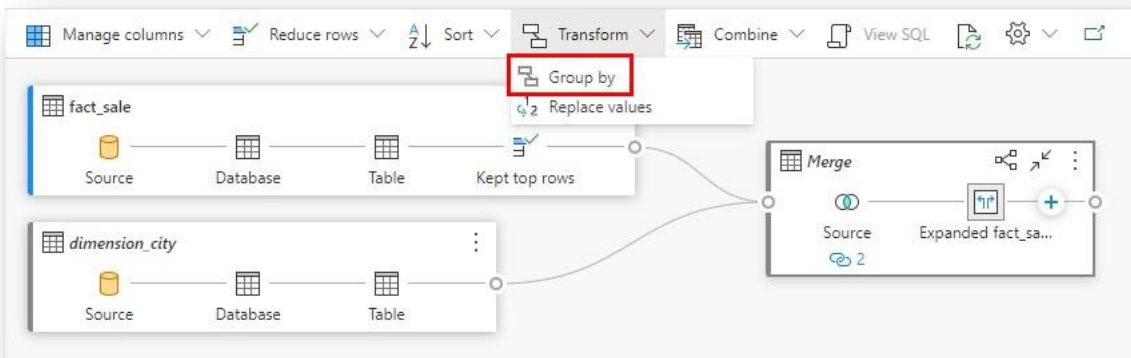 Manage columns Reduce rows Sort Transform Combine View SQL
Group by
Replace values
fact_sale
Source Database Table Kept top rows
Merge
Source Expanded fact_sa...
2
dimension_city
Source Database Table